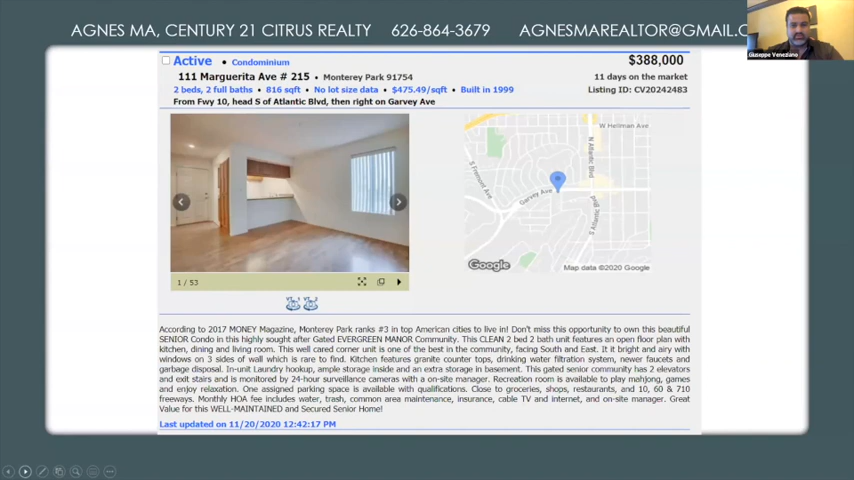 AGNES MA, CENTURY 21 CITRUS REALTY 626-864-3679 AGNESMAREALTOR@GMAIL.C
Giuseppe Veneziano
Active • Condominium
$388,000
111 Marguerita Ave # 215 • Monterey Park 91754
11 days on the market
2 beds, 2 full baths • 816 sqft • No lot size data • $475.49/sqft • Built in 1999
Listing ID: CV20242483
From Fwy 10, head S of Atlantic Blvd, then right on Garvey Ave
W Hellman Ave
N Atlantic Blvd
S Fremont Ave
Garvey Ave
S Atlantic Blvd
Google
Map data ©2020 Google
1 / 53
According to 2017 MONEY Magazine, Monterey Park ranks #3 in top American cities to live in! Don't miss this opportunity to own this beautiful
SENIOR Condo in this highly sought after Gated EVERGREEN MANOR Community. This CLEAN 2 bed 2 bath unit features an open floor plan with
kitchen, dining and living room. This well cared corner unit is one of the best in the community, facing South and East. It it bright and airy with
windows on 3 sides of wall which is rare to find. Kitchen features granite counter tops, drinking water filtration system, newer faucets and
garbage disposal. In-unit Laundry hookup, ample storage inside and an extra storage in basement. This gated senior community has 2 elevators
and exit stairs and is monitored by 24-hour surveillance cameras with a on-site manager. Recreation room is available to play mahjong, games
and enjoy relaxation. One assigned parking space is available with qualifications. Close to groceries, shops, restaurants, and 10, 60 & 710
freeways. Monthly HOA fee includes water, trash, common area maintenance, insurance, cable TV and internet, and on-site manager. Great
Value for this WELL-MAINTAINED and Secured Senior Home!
Last updated on 11/20/2020 12:42:17 PM